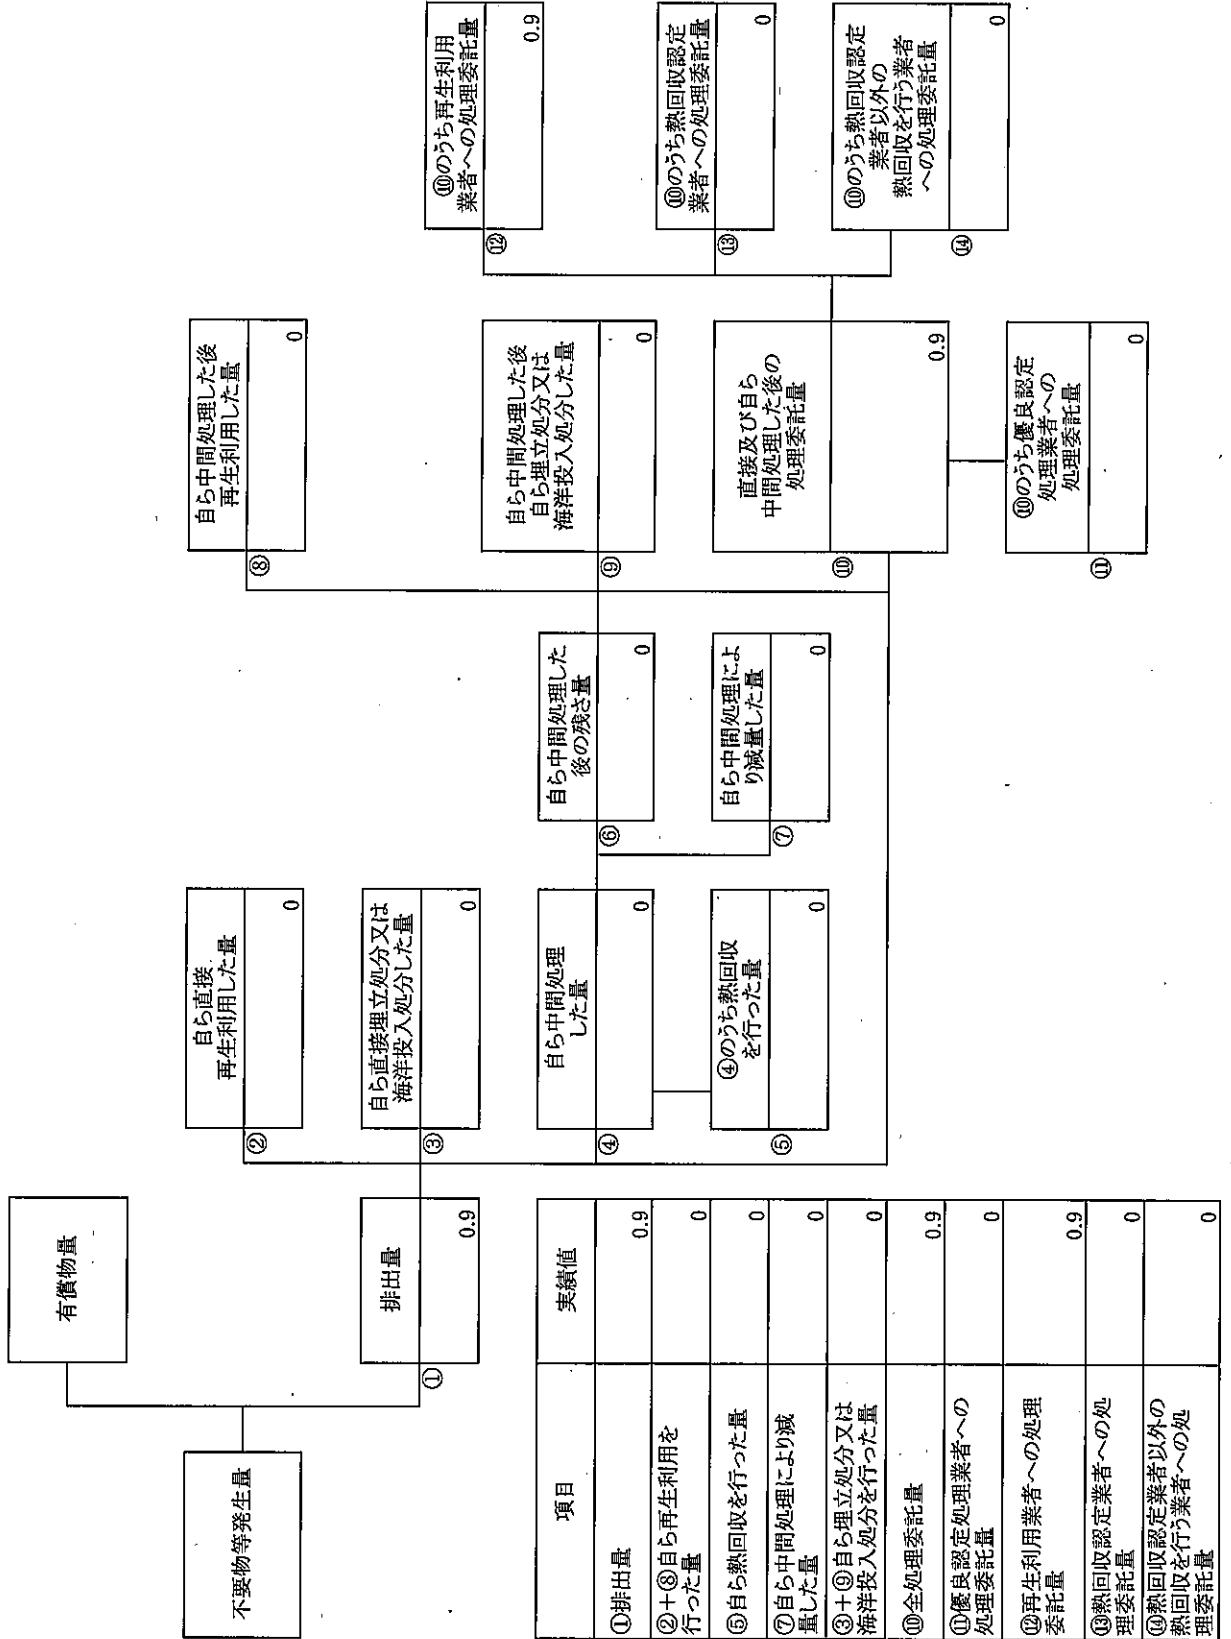 不要物等発生量
有償物量
①
排出量
0.9
②
自ら直接
再生利用した量
0
③
自ら直接埋立処分又は
海洋投入処分した量
0
④
自ら中間処理
した量
0
⑤
④のうち熱回収
を行った量
0
⑥
自ら中間処理した
後の残さ量
0
⑦
自ら中間処理によ
り減量した量
0
⑧
自ら中間処理した後
再生利用した量
0
⑨
自ら中間処理した後
自ら埋立処分又は
海洋投入処分した量
0
⑩
直接及び自ら
中間処理した後の
処理委託量
0.9
⑪
⑩のうち優良認定
処理業者への
処理委託量
0
⑫
⑩のうち再生利用
業者への処理委託量
0.9
⑬
⑩のうち熱回収認定
業者への処理委託量
0
⑭
⑩のうち熱回収認定
業者以外の
熱回収を行う業者
への処理委託量
0
項目 実績値
①排出量 0.9
②+⑧自ら再生利用を
行った量 0
⑤自ら熱回収を行った量 0
⑦自ら中間処理により減
量した量 0
③+⑨自ら埋立処分又は
海洋投入処分を行った量 0
⑩全処理委託量 0.9
⑪優良認定処理業者への
処理委託量 0
⑫再生利用業者への処理
委託量 0.9
⑬熱回収認定業者への処
理委託量 0
⑭熱回収認定業者以外の
熱回収を行う業者への処
理委託量 0